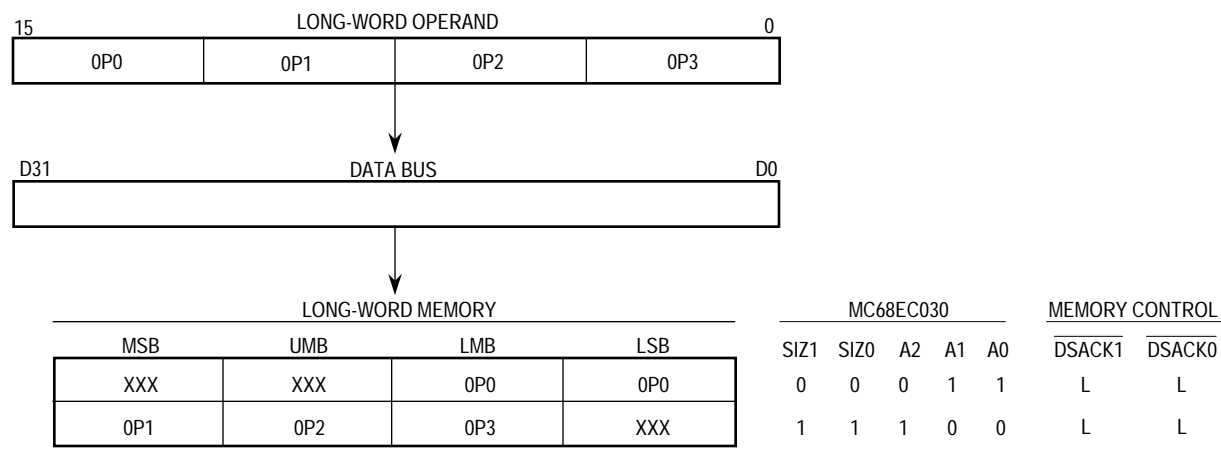 LONG-WORD OPERAND
15 0
0P0 0P1 0P2 0P3
D31 DATA BUS D0
LONG-WORD MEMORY MC68EC030 MEMORY CONTROL
MSB UMB LMB LSB SIZ1 SIZ0 A2 A1 A0 DSACK1 DSACK0
XXX XXX 0P0 0P0 0 0 0 1 1 L L
0P1 0P2 0P3 XXX 1 1 1 0 0 L L